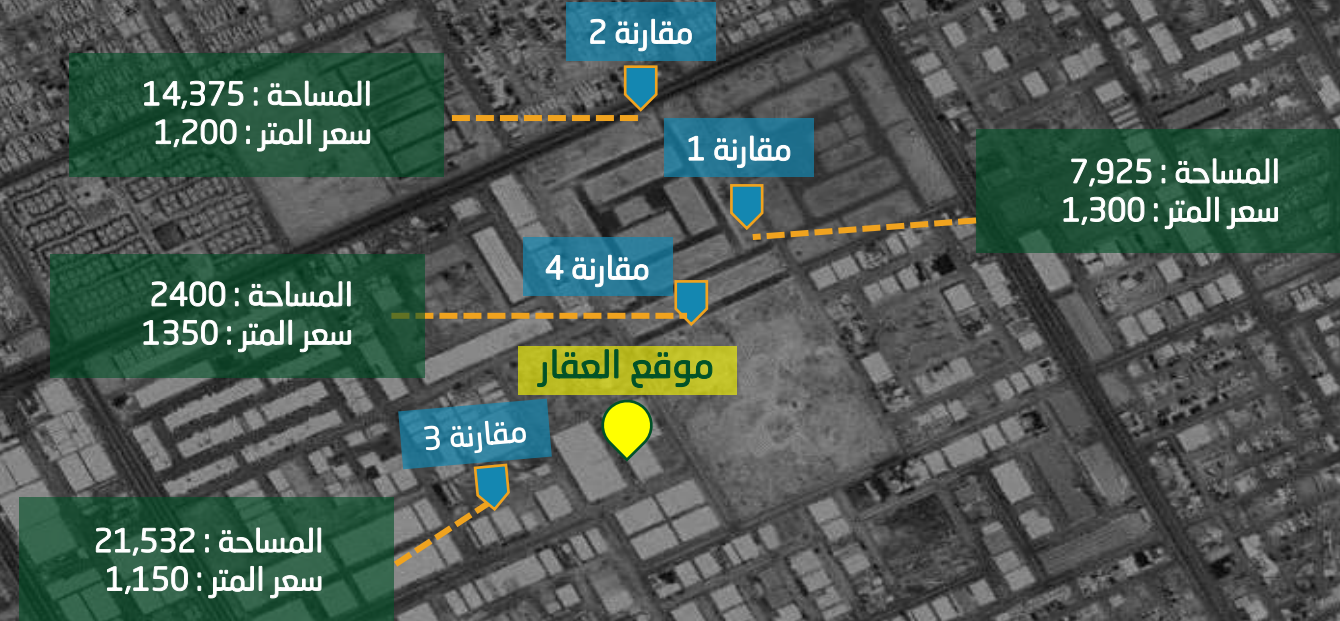 مقارنة 2
المساحة : 14,375
سعر المتر : 1,200
مقارنة 1
المساحة : 7,925
سعر المتر : 1,300
مقارنة 4
المساحة : 2400
سعر المتر : 1350
موقع العقار
مقارنة 3
المساحة : 21,532
سعر المتر : 1,150